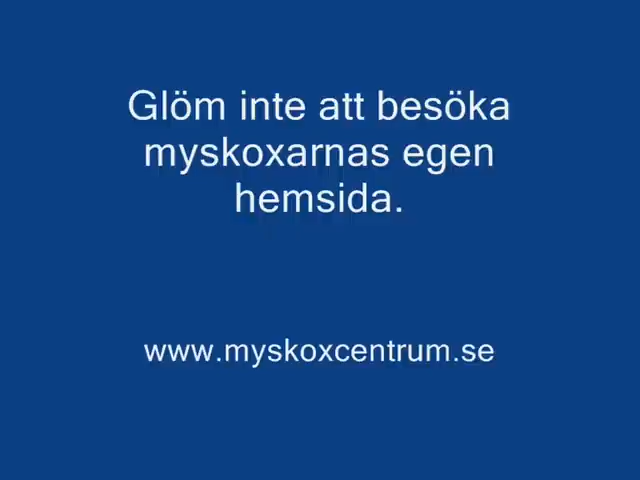 Glöm inte att besöka
myskoxarnas egen
hemsida.
www.myskoxcentrum.se